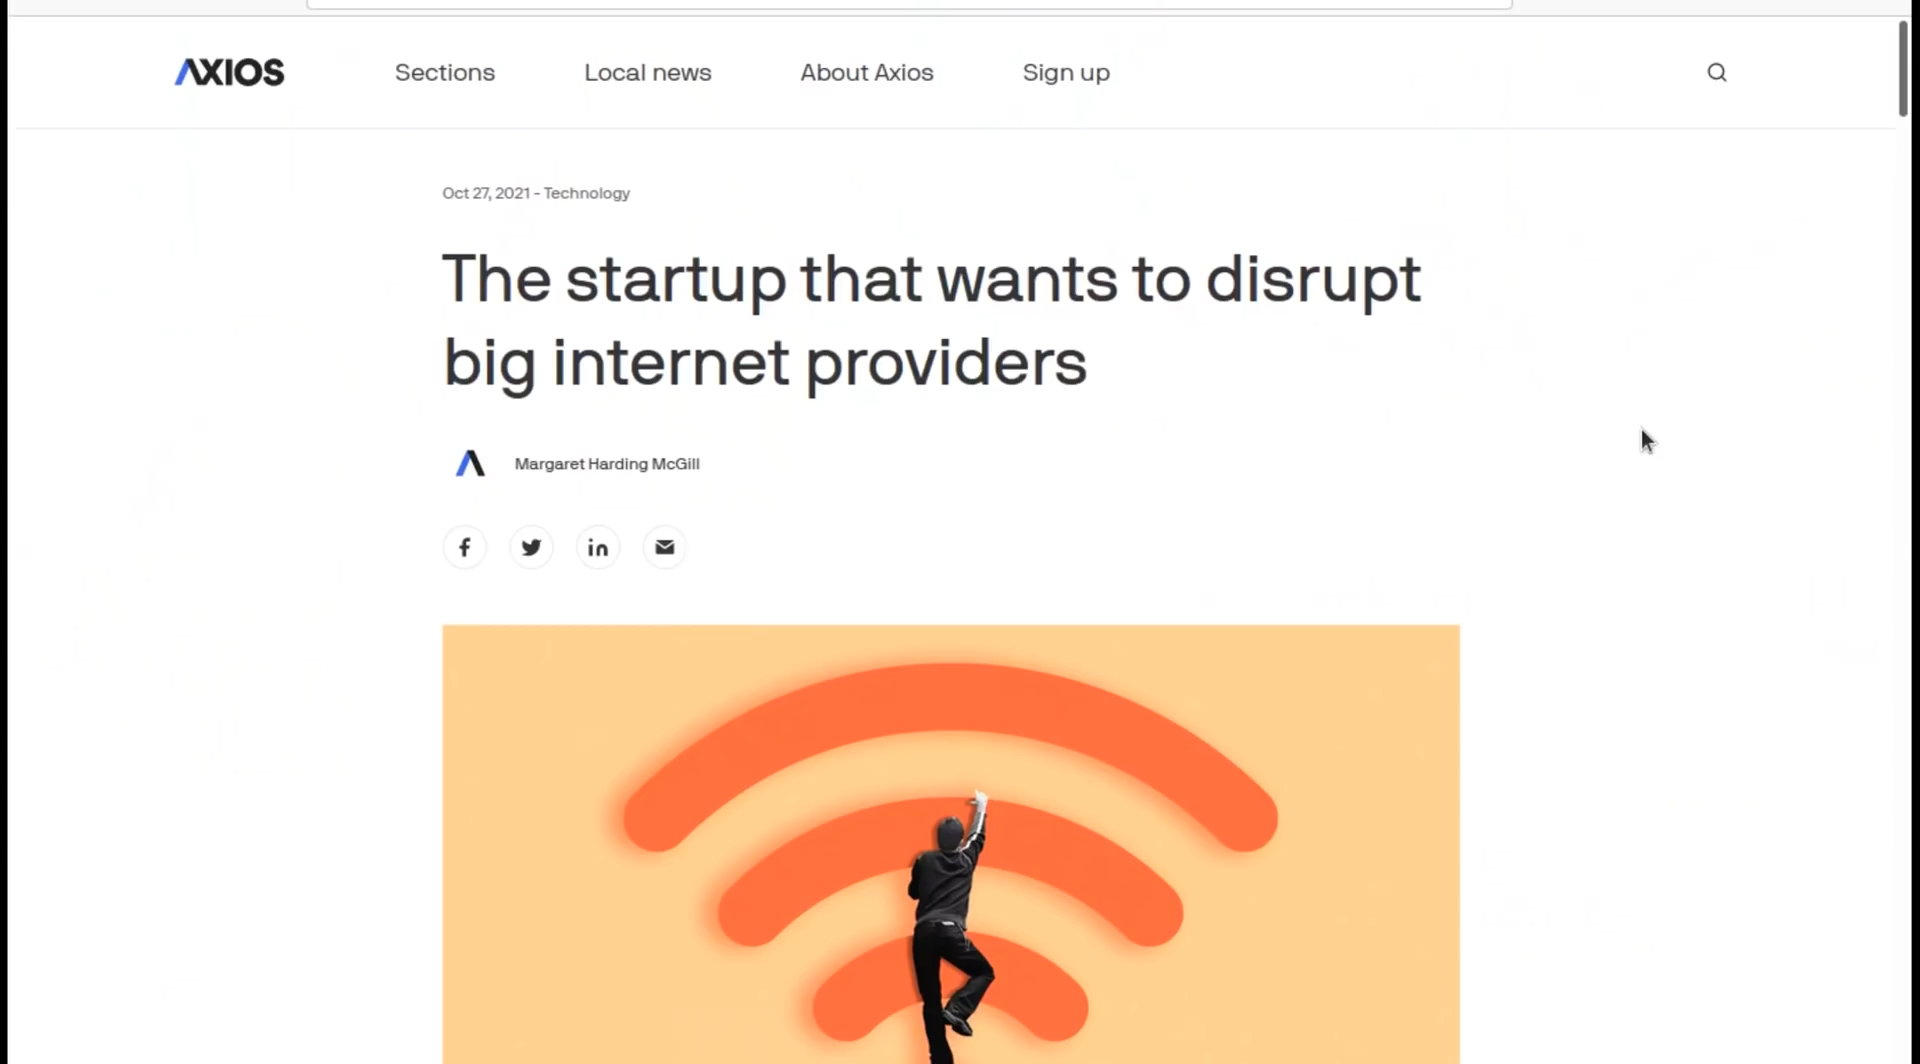 AXIOS
Sections
Local news
About Axios
Sign up
Oct 27, 2021 - Technology
The startup that wants to disrupt
big internet providers
Margaret Harding McGill